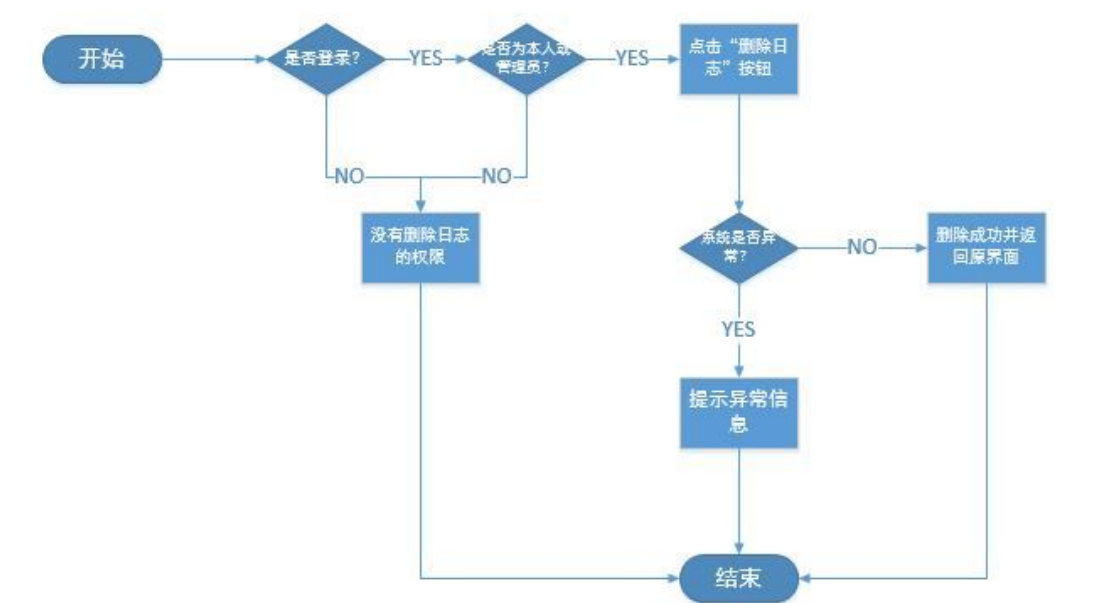 开始
是否登录？
YES
是否为本人或
管理员？
YES
点击“删除日
志”按钮
NO
NO
没有删除日志
的权限
系统是否异
常？
NO
删除成功并返
回原界面
YES
提示异常信
息
结束